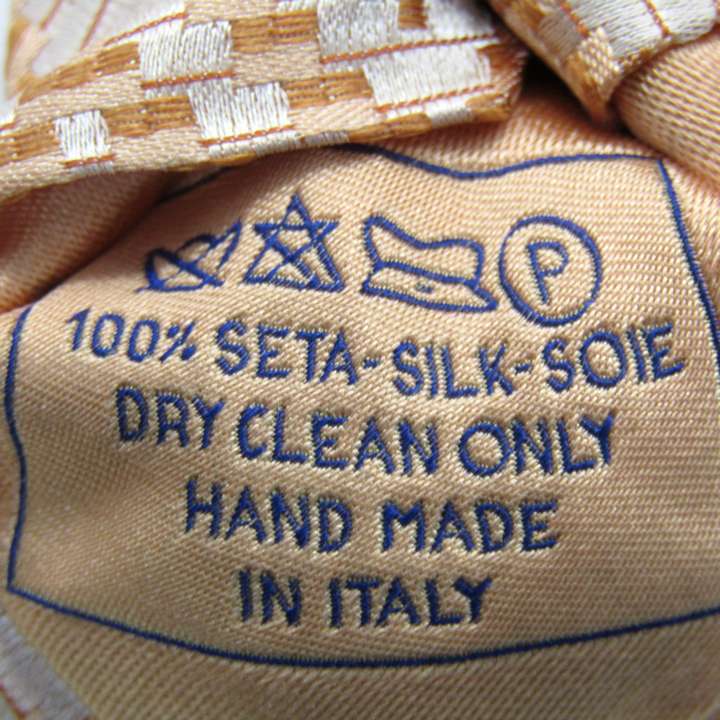 P
100% SETA-SILK-SOIE
DRY CLEAN ONLY
HAND MADE
IN ITALY